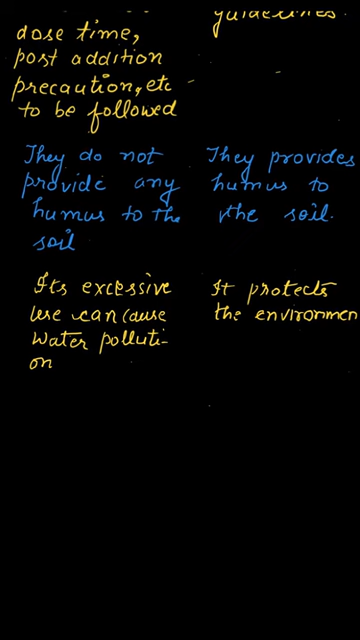 guidelines
dose time,
post addition
precaution, etc
to be followed
They do not
provide any
humus to the
soil
They provides
humus to
the soil.
Its excessive
use can cause
water polluti-
on
It protects
the environmen